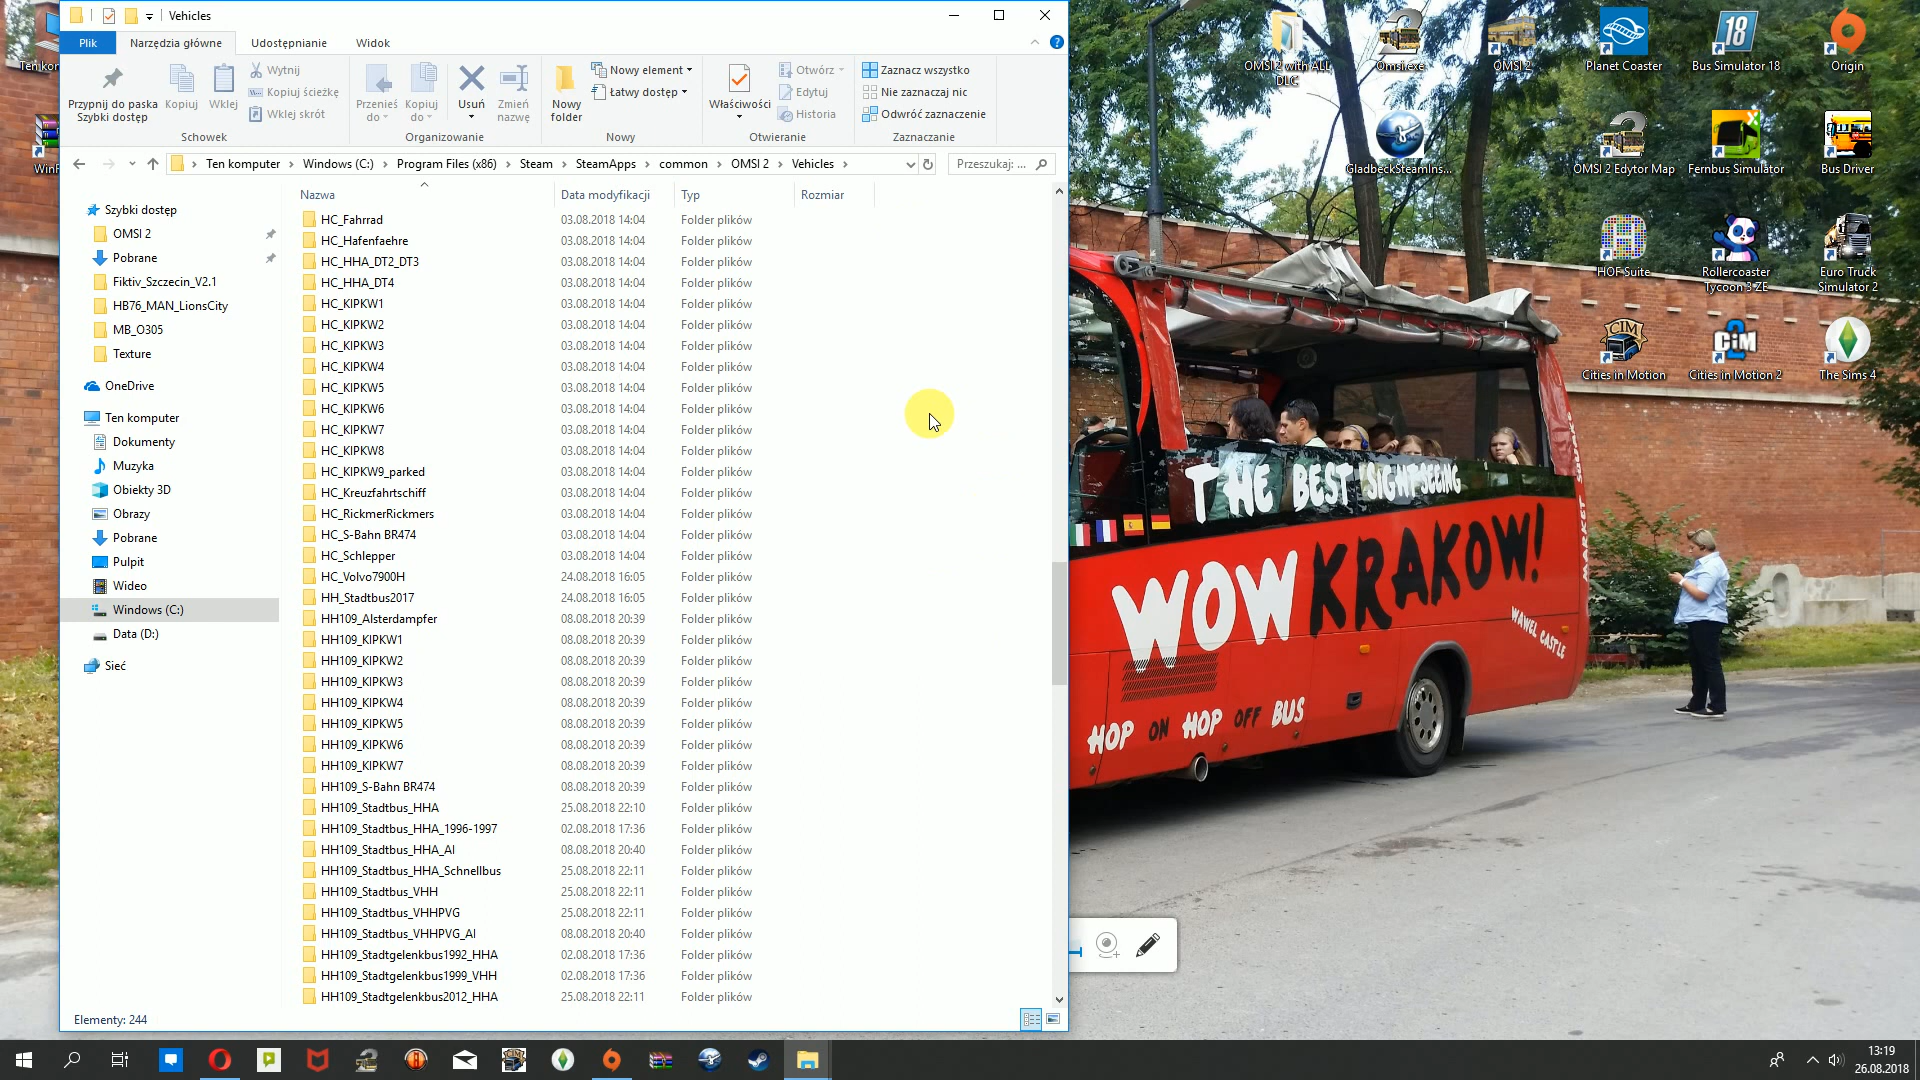 Vehicles
Plik
Narzędzia główne
Udostępnianie
Widok
Przypnij do paska Szybki dostęp
Kopiuj
Wklej
Wytnij
Kopiuj ścieżkę
Wklej skrót
Schowek
Przenieś do
Kopiuj do
Usuń
Zmień nazwę
Organizowanie
Nowy folder
Nowy element
Łatwy dostęp
Nowy
Właściwości
Otwórz
Edytuj
Historia
Otwieranie
Zaznacz wszystko
Nie zaznaczaj nic
Odwróć zaznaczenie
Zaznaczanie
Ten komputer > Windows (C:) > Program Files (x86) > Steam > SteamApps > common > OMSI 2 > Vehicles >
Przeszukaj: ...
Szybki dostęp
OMSI 2
Pobrane
Fiktiv_Szczecin_V2.1
HB76_MAN_LionsCity
MB_O305
Texture
OneDrive
Ten komputer
Dokumenty
Muzyka
Obiekty 3D
Obrazy
Pobrane
Pulpit
Wideo
Windows (C:)
Data (D:)
Sieć
Nazwa Data modyfikacji Typ Rozmiar
HC_Fahrrad 03.08.2018 14:04 Folder plików
HC_Hafenfaehre 03.08.2018 14:04 Folder plików
HC_HHA_DT2_DT3 03.08.2018 14:04 Folder plików
HC_HHA_DT4 03.08.2018 14:04 Folder plików
HC_KIPKW1 03.08.2018 14:04 Folder plików
HC_KIPKW2 03.08.2018 14:04 Folder plików
HC_KIPKW3 03.08.2018 14:04 Folder plików
HC_KIPKW4 03.08.2018 14:04 Folder plików
HC_KIPKW5 03.08.2018 14:04 Folder plików
HC_KIPKW6 03.08.2018 14:04 Folder plików
HC_KIPKW7 03.08.2018 14:04 Folder plików
HC_KIPKW8 03.08.2018 14:04 Folder plików
HC_KIPKW9_parked 03.08.2018 14:04 Folder plików
HC_Kreuzfahrtschiff 03.08.2018 14:04 Folder plików
HC_RickmerRickmers 03.08.2018 14:04 Folder plików
HC_S-Bahn BR474 03.08.2018 14:04 Folder plików
HC_Schlepper 03.08.2018 14:04 Folder plików
HC_Volvo7900H 24.08.2018 16:05 Folder plików
HH_Stadtbus2017 24.08.2018 16:05 Folder plików
HH109_Alsterdampfer 08.08.2018 20:39 Folder plików
HH109_KIPKW1 08.08.2018 20:39 Folder plików
HH109_KIPKW2 08.08.2018 20:39 Folder plików
HH109_KIPKW3 08.08.2018 20:39 Folder plików
HH109_KIPKW4 08.08.2018 20:39 Folder plików
HH109_KIPKW5 08.08.2018 20:39 Folder plików
HH109_KIPKW6 08.08.2018 20:39 Folder plików
HH109_KIPKW7 08.08.2018 20:39 Folder plików
HH109_S-Bahn BR474 08.08.2018 20:39 Folder plików
HH109_Stadtbus_HHA 25.08.2018 22:10 Folder plików
HH109_Stadtbus_HHA_1996-1997 02.08.2018 17:36 Folder plików
HH109_Stadtbus_HHA_AI 08.08.2018 20:40 Folder plików
HH109_Stadtbus_HHA_Schnellbus 25.08.2018 22:11 Folder plików
HH109_Stadtbus_VHH 25.08.2018 22:11 Folder plików
HH109_Stadtbus_VHHPVG 25.08.2018 22:11 Folder plików
HH109_Stadtbus_VHHPVG_AI 08.08.2018 20:40 Folder plików
HH109_Stadtgelenkbus1992_HHA 02.08.2018 17:36 Folder plików
HH109_Stadtgelenkbus1999_VHH 02.08.2018 17:36 Folder plików
HH109_Stadtgelenkbus2012_HHA 25.08.2018 22:11 Folder plików
Elementy: 244
OMSI 2 with ALL DLC
Omsi.exe
OMSI 2
Planet Coaster
18
Bus Simulator 18
Origin
GladbeckSteamIns...
OMSI 2 Edytor Map
Fernbus Simulator
Bus Driver
HOF Suite
Rollercoaster Tycoon 3 ZE
Euro Truck Simulator 2
CIM
Cities in Motion
CiM 2
Cities in Motion 2
The Sims 4
THE BEST SIGHTSEEING
WOW KRAKOW!
WAWEL CASTLE
HOP ON HOP OFF BUS
13:19
26.08.2018